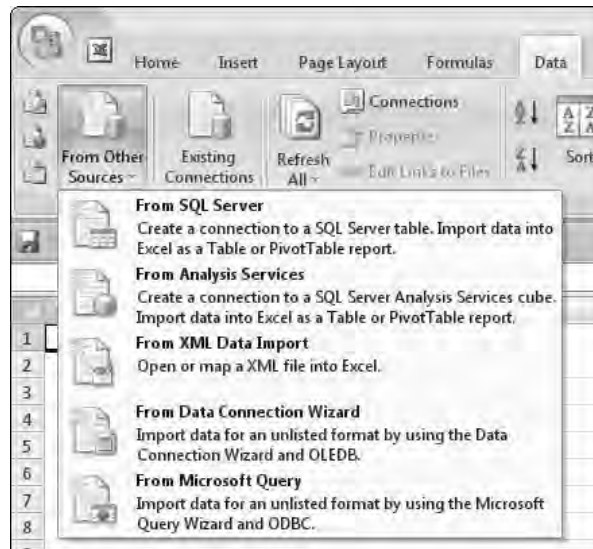 Home Insert Page Layout Formulas Data
From Other Sources
Existing Connections
Refresh All
Connections
Properties
Edit Links to Files
A Z
Z A
Sort
From SQL Server
Create a connection to a SQL Server table. Import data into
Excel as a Table or PivotTable report.
From Analysis Services
Create a connection to a SQL Server Analysis Services cube.
Import data into Excel as a Table or PivotTable report.
From XML Data Import
Open or map a XML file into Excel.
From Data Connection Wizard
Import data for an unlisted format by using the Data
Connection Wizard and OLEDB.
From Microsoft Query
Import data for an unlisted format by using the Microsoft
Query Wizard and ODBC.
1
2
3
4
5
6
7
8